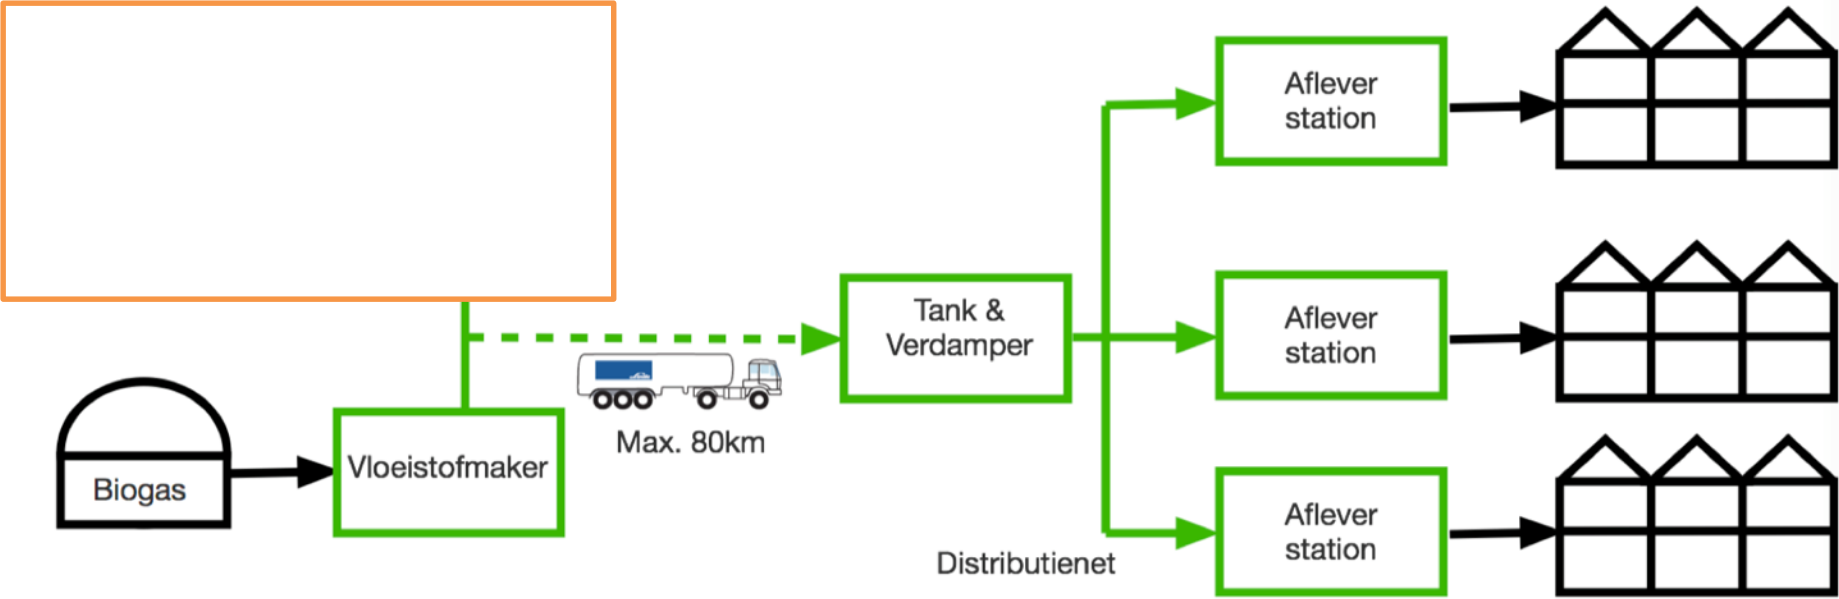 Aflever
station
Tank &
Verdamper
Aflever
station
Max. 80km
Vloeistofmaker
Biogas
Aflever
station
Distributienet